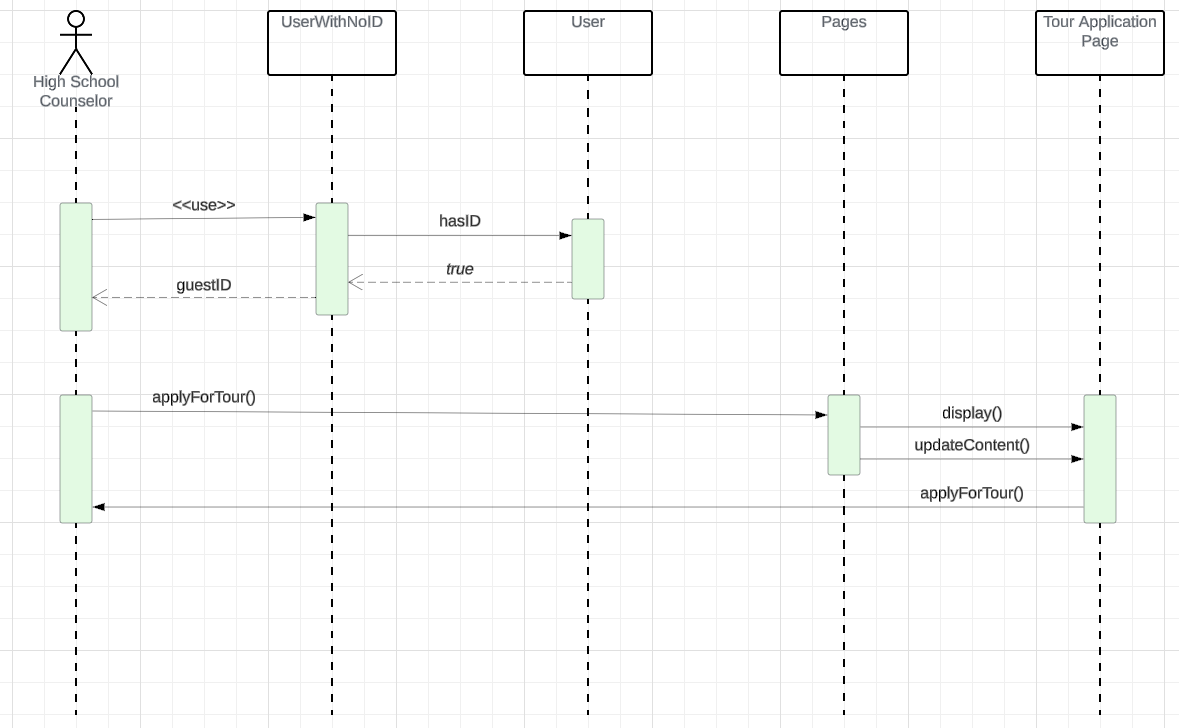 UserWithNoID
User
Pages
Tour Application
Page
High School
Counselor
<<use>>
hasID
true
guestID
applyForTour()
display()
updateContent()
applyForTour()